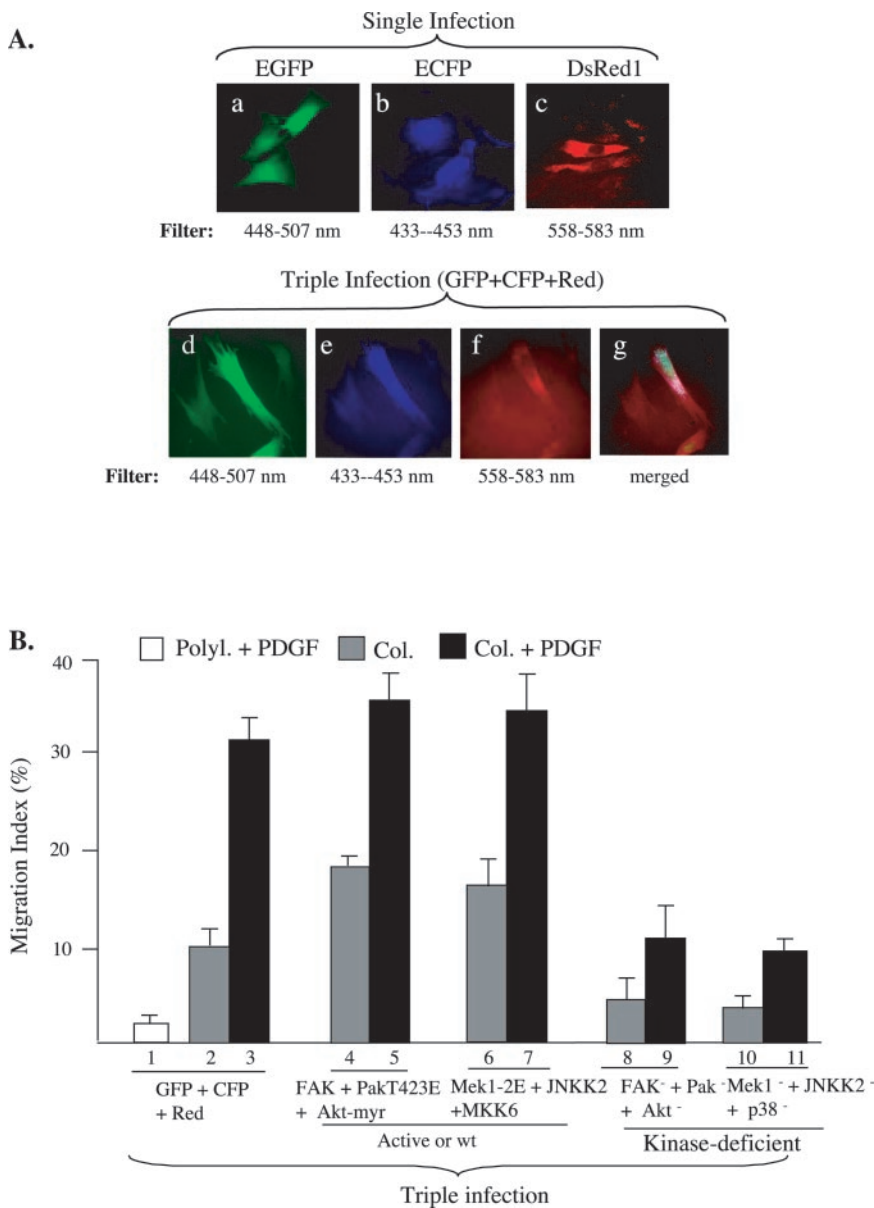 A.
Single Infection
EGFP ECFP DsRed1
a b c
Filter: 448-507 nm 433--453 nm 558-583 nm
Triple Infection (GFP+CFP+Red)
d e f g
Filter: 448-507 nm 433--453 nm 558-583 nm merged
B.
Polyl. + PDGF Col. Col. + PDGF
Migration Index (%)
40
30
20
10
1 2 3 4 5 6 7 8 9 10 11
GFP + CFP FAK + PakT423E Mek1-2E + JNKK2 FAK⁻ + Pak ⁻ Mek1 ⁻ + JNKK2 ⁻
+ Red + Akt-myr +MKK6 + Akt ⁻ + p38 ⁻
Active or wt Kinase-deficient
Triple infection